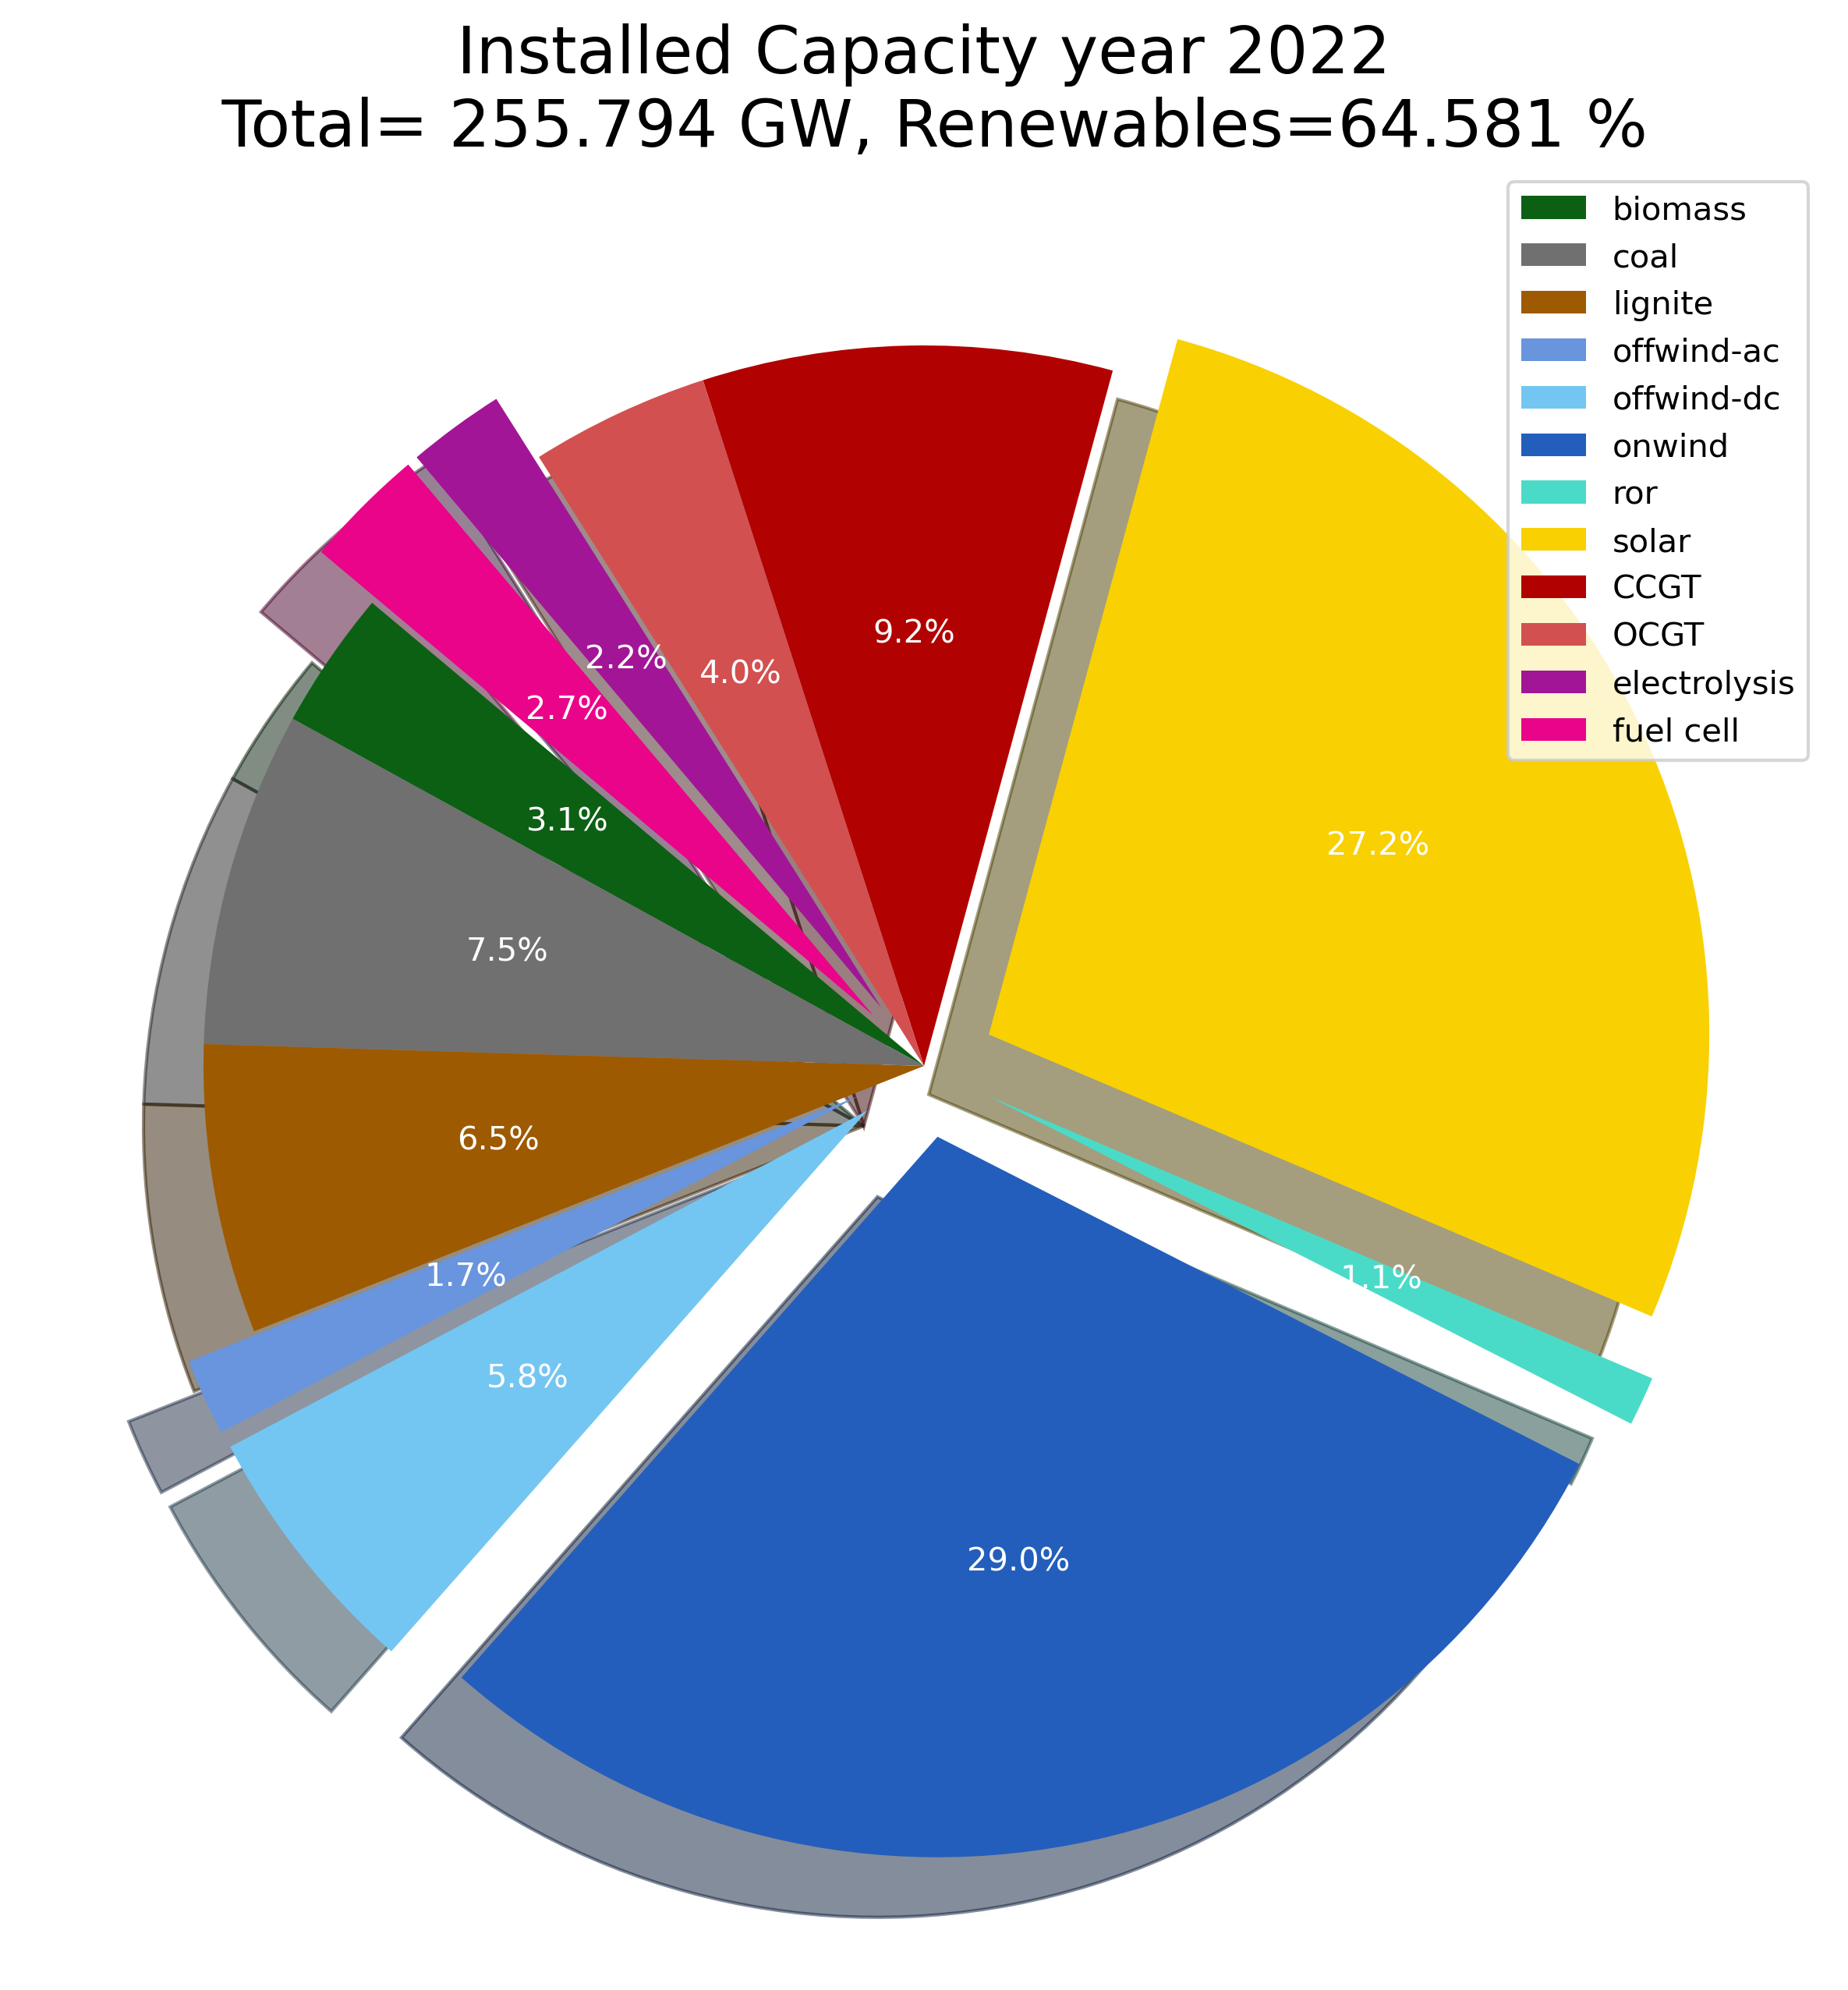 Installed Capacity year 2022
Total= 255.794 GW, Renewables=64.581 %
biomass
coal
lignite
offwind-ac
offwind-dc
onwind
ror
solar
CCGT
OCGT
electrolysis
fuel cell
9.2%
2.2%
4.0%
2.7%
3.1%
27.2%
7.5%
6.5%
1.7%
1.1%
5.8%
29.0%